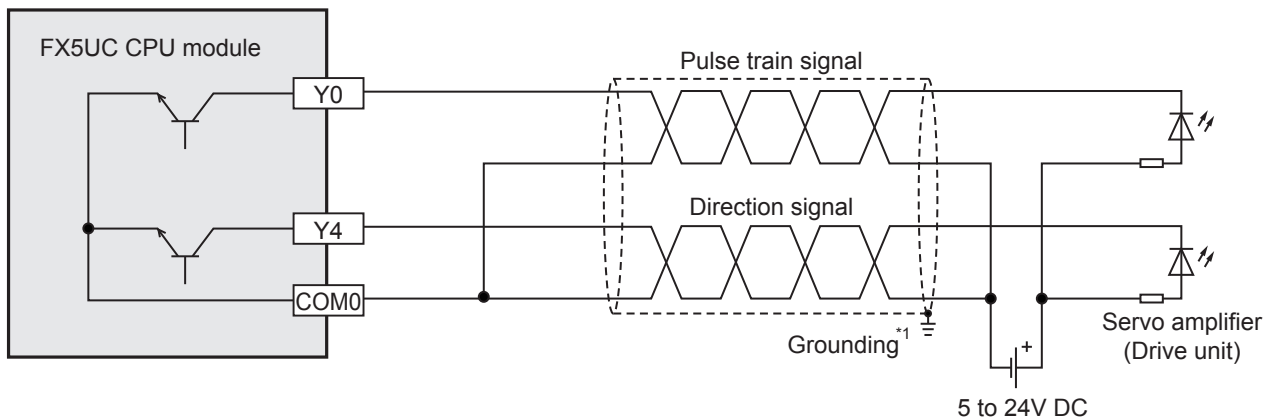 FX5UC CPU module
Pulse train signal
Y0
Direction signal
Y4
COM0
Grounding*1
Servo amplifier
(Drive unit)
+
5 to 24V DC